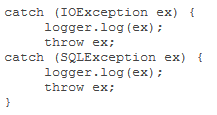 catch (IOException ex) {
     logger.log(ex);
     throw ex;
catch (SQLException ex) {
     logger.log(ex);
     throw ex;
}